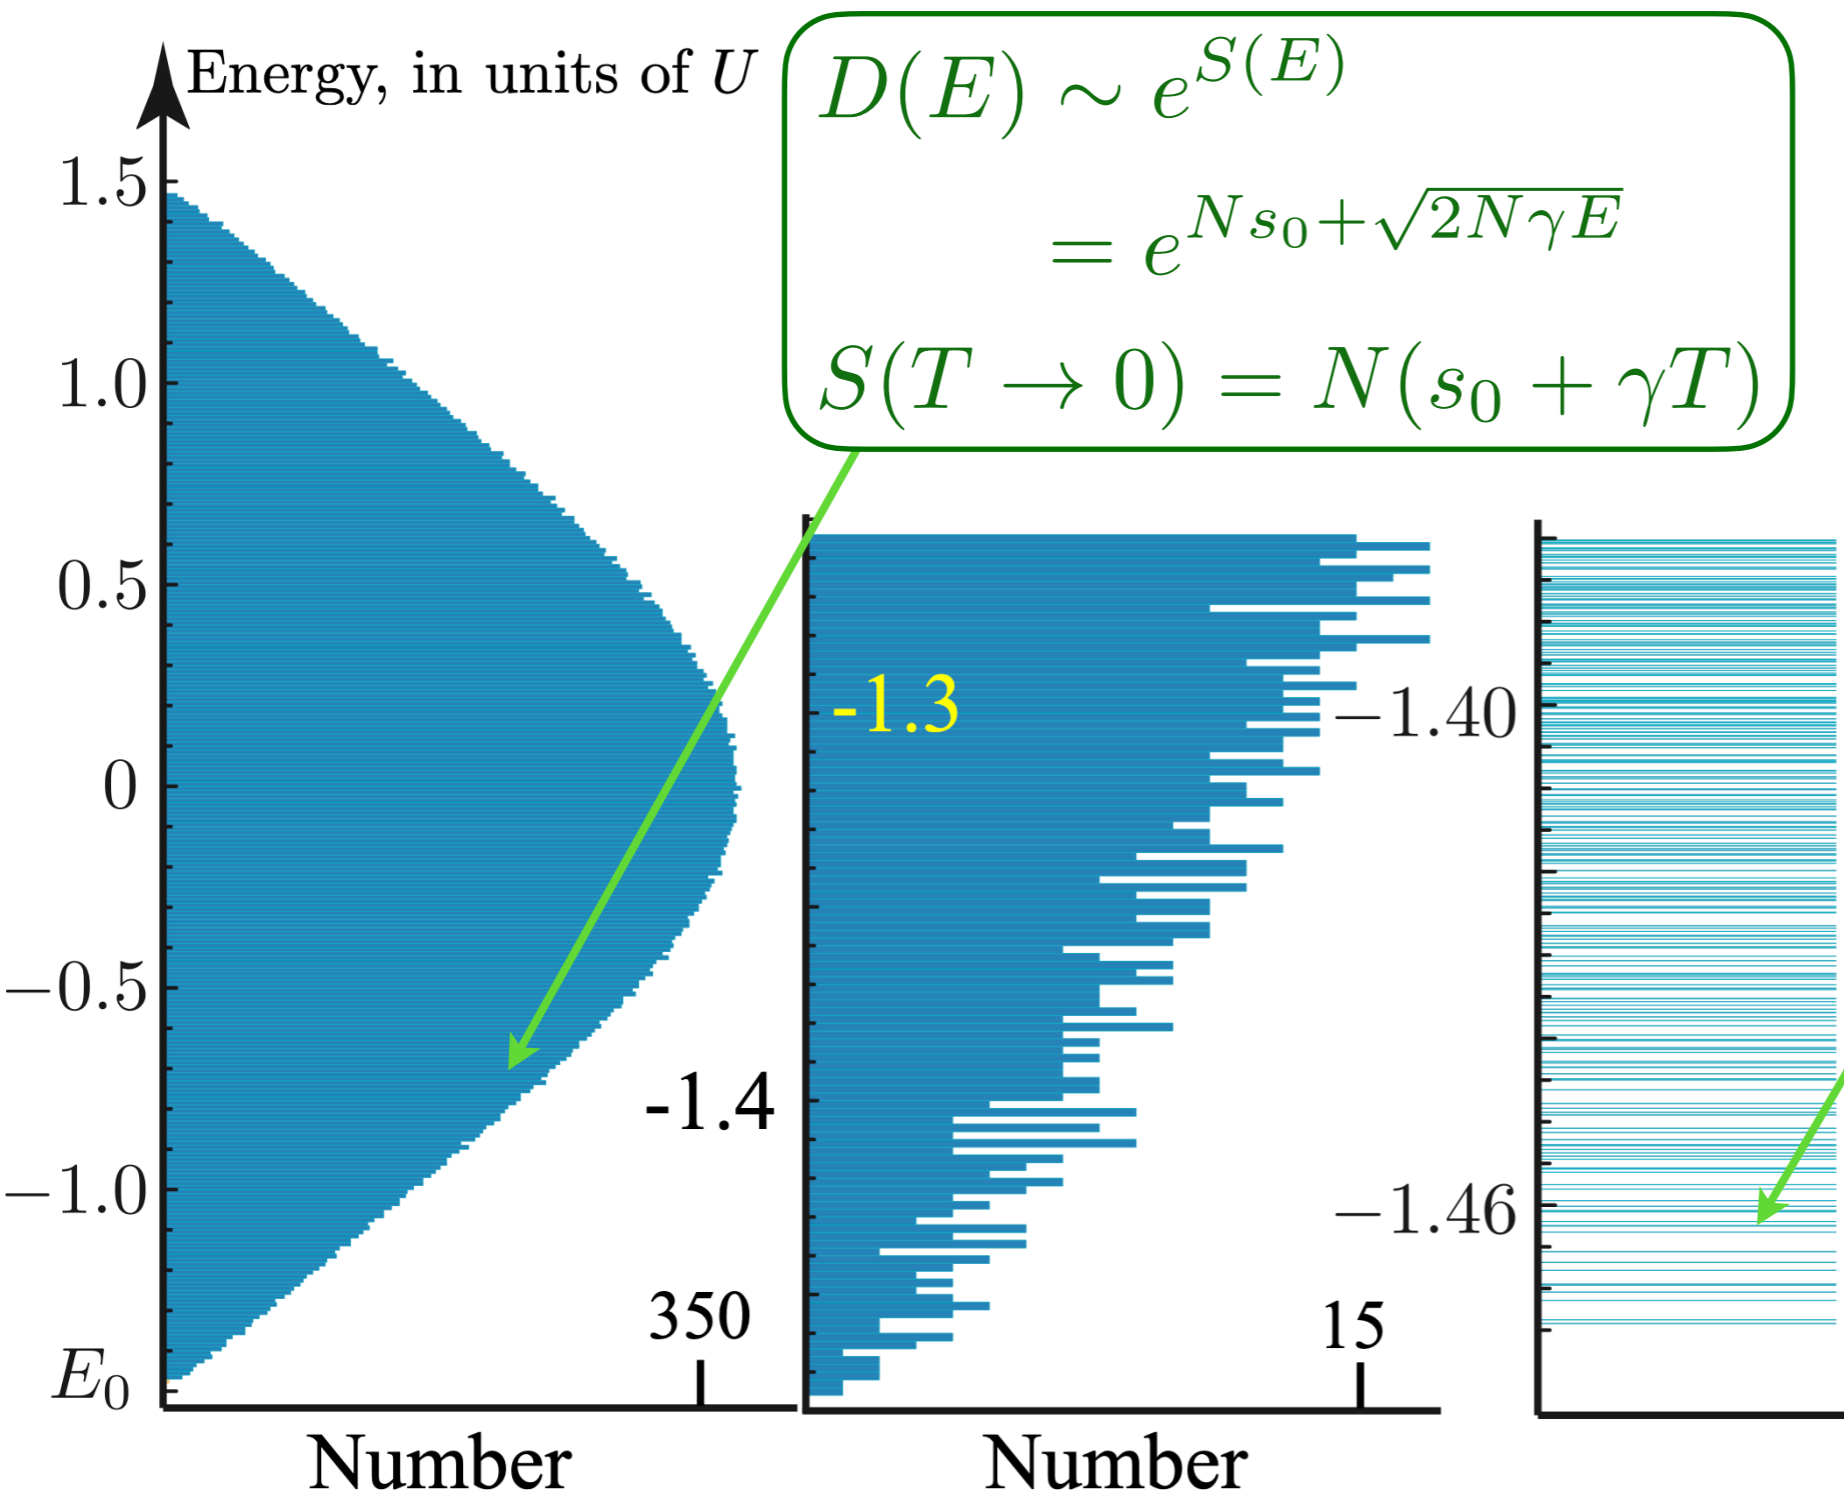 Energy, in units of U
D(E) ∼ e^{S(E)}
= e^{Ns₀+√(2NγE)}
S(T → 0) = N(s₀ + γT)
1.5
1.0
0.5
0
−0.5
−1.0
E₀
350
Number
-1.3
-1.4
15
Number
−1.40
−1.46